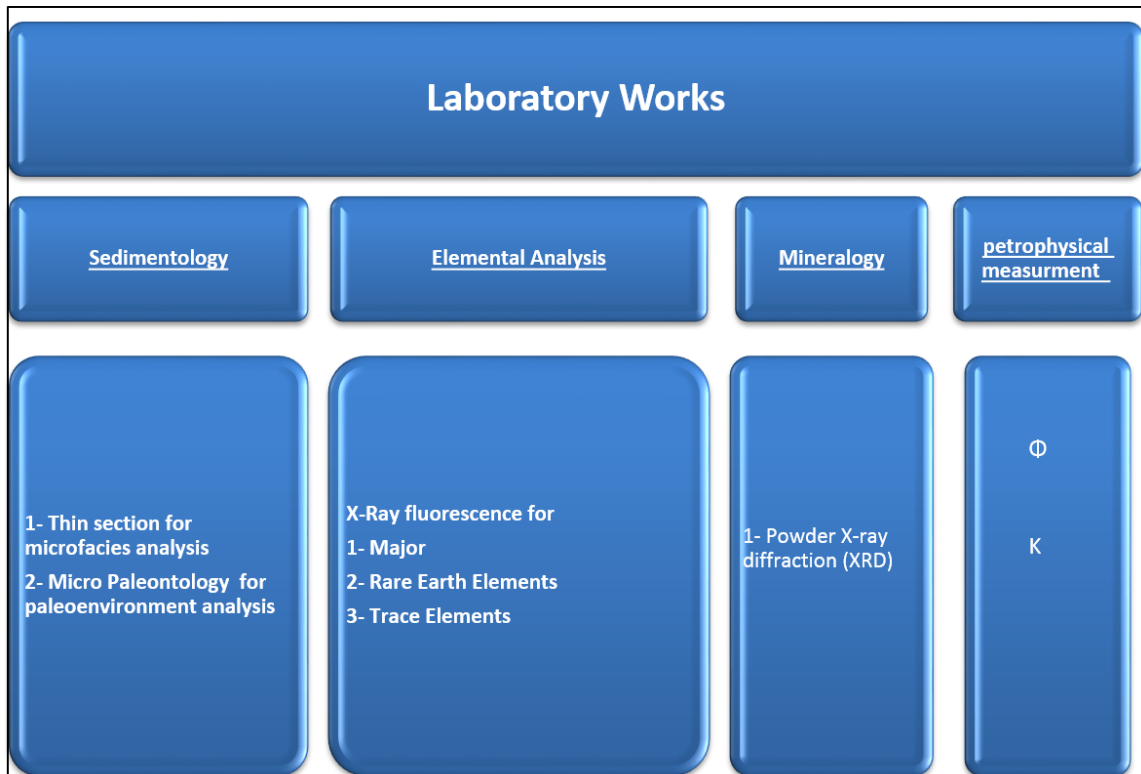 Laboratory Works
Sedimentology
Elemental Analysis
Mineralogy
petrophysical
measurment
1- Thin section for
microfacies analysis
2- Micro Paleontology for
paleoenvironment analysis
X-Ray fluorescence for
1- Major
2- Rare Earth Elements
3- Trace Elements
1- Powder X-ray
diffraction (XRD)
Φ
K